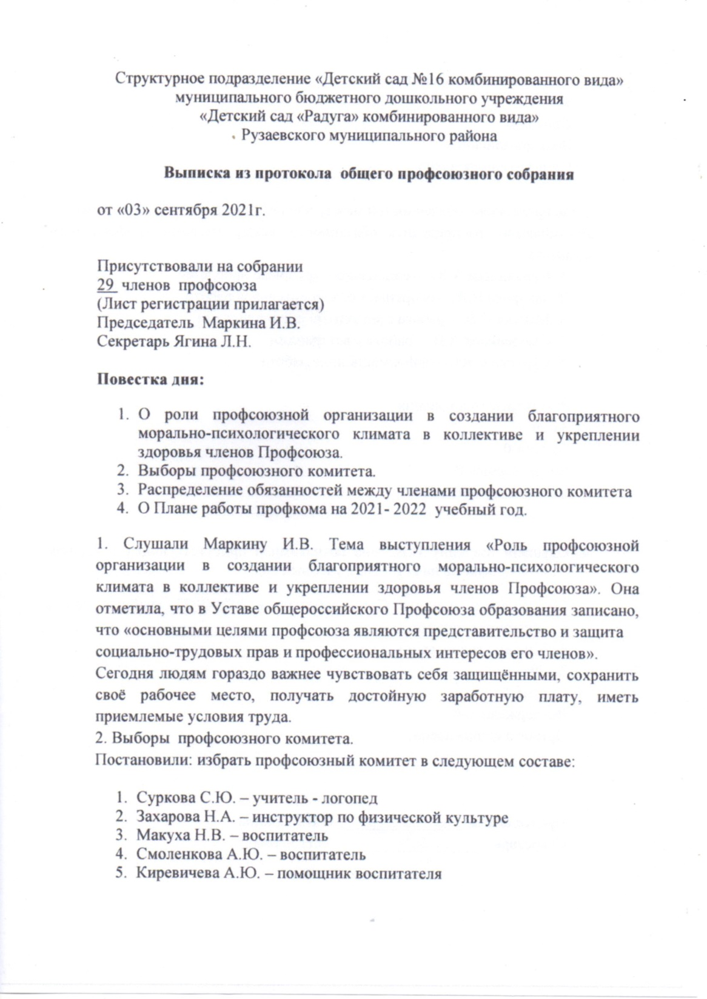 Структурное подразделение «Детский сад №16 комбинированного вида»
муниципального бюджетного дошкольного учреждения
«Детский сад «Радуга» комбинированного вида»
Рузаевского муниципального района
Выписка из протокола общего профсоюзного собрания
от «03» сентября 2021г.
Присутствовали на собрании
29 членов профсоюза
(Лист регистрации прилагается)
Председатель Маркина И.В.
Секретарь Ягина Л.Н.
Повестка дня:
1. О роли профсоюзной организации в создании благоприятного
морально-психологического климата в коллективе и укреплении
здоровья членов Профсоюза.
2. Выборы профсоюзного комитета.
3. Распределение обязанностей между членами профсоюзного комитета
4. О Плане работы профкома на 2021- 2022 учебный год.
1. Слушали Маркину И.В. Тема выступления «Роль профсоюзной
организации в создании благоприятного морально-психологического
климата в коллективе и укреплении здоровья членов Профсоюза». Она
отметила, что в Уставе общероссийского Профсоюза образования записано,
что «основными целями профсоюза являются представительство и защита
социально-трудовых прав и профессиональных интересов его членов».
Сегодня людям гораздо важнее чувствовать себя защищёнными, сохранить
своё рабочее место, получать достойную заработную плату, иметь
приемлемые условия труда.
2. Выборы профсоюзного комитета.
Постановили: избрать профсоюзный комитет в следующем составе:
1. Суркова С.Ю. – учитель - логопед
2. Захарова Н.А. – инструктор по физической культуре
3. Макуха Н.В. – воспитатель
4. Смоленкова А.Ю. – воспитатель
5. Киревичева А.Ю. – помощник воспитателя